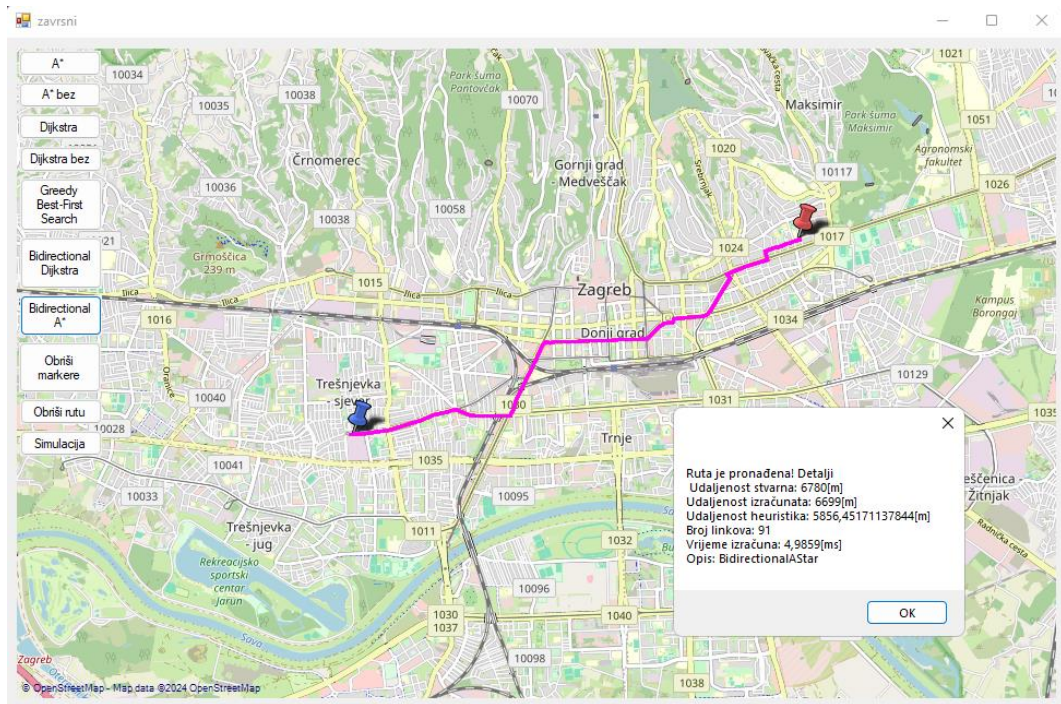 zavrsni
A*
A* bez
Dijkstra
Dijkstra bez
Greedy
Best-First
Search
Bidirectional
Dijkstra
Bidirectional
A*
Obriši
markere
Obriši rutu
Simulacija
1021
10034
Park šuma
Pantovčak
10038
10070
10035
Maksimir
Park šuma
Maksimir
1051
Črnomerec
1020
Agronomski
fakultet
Gornji grad
- Medveščak
Srebrnjak
10117
10036
1026
10058
10038
1017
Grmoščica
239 m
1024
1015
Ilica
Ilica
Ilica
Zagreb
Kampus
Borongaj
1016
1034
Donji grad
Oranice
10129
Trešnjevka
- sjever
10040
1030
1031
10028
Trnje
1035
10041
1035
10033
10095
Trešnjevka
- jug
1011
1032
Radnička cesta
Rekreacijsko
sportski
centar
Jarun
10096
1030
1037
1040
Sava
Zagreb
10098
1038
© OpenStreetMap - Map data ©2024 OpenStreetMap
Ruta je pronađena! Detalji
Udaljenost stvarna: 6780[m]
Udaljenost izračunata: 6699[m]
Udaljenost heuristika: 5856,45171137844[m]
Broj linkova: 91
Vrijeme izračuna: 4,9859[ms]
Opis: BidirectionalAStar
OK